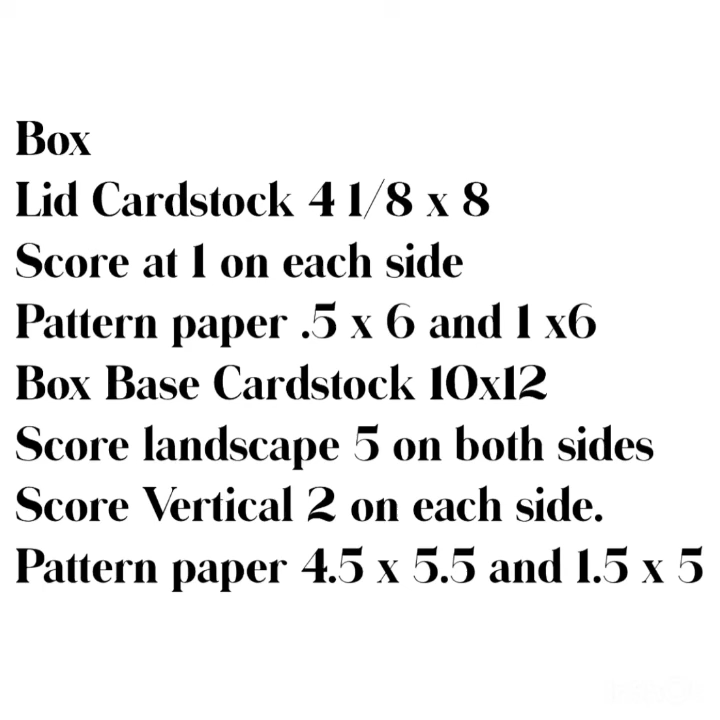 Box
Lid Cardstock 4 1/8 x 8
Score at 1 on each side
Pattern paper .5 x 6 and 1 x6
Box Base Cardstock 10x12
Score landscape 5 on both sides
Score Vertical 2 on each side.
Pattern paper 4.5 x 5.5 and 1.5 x 5